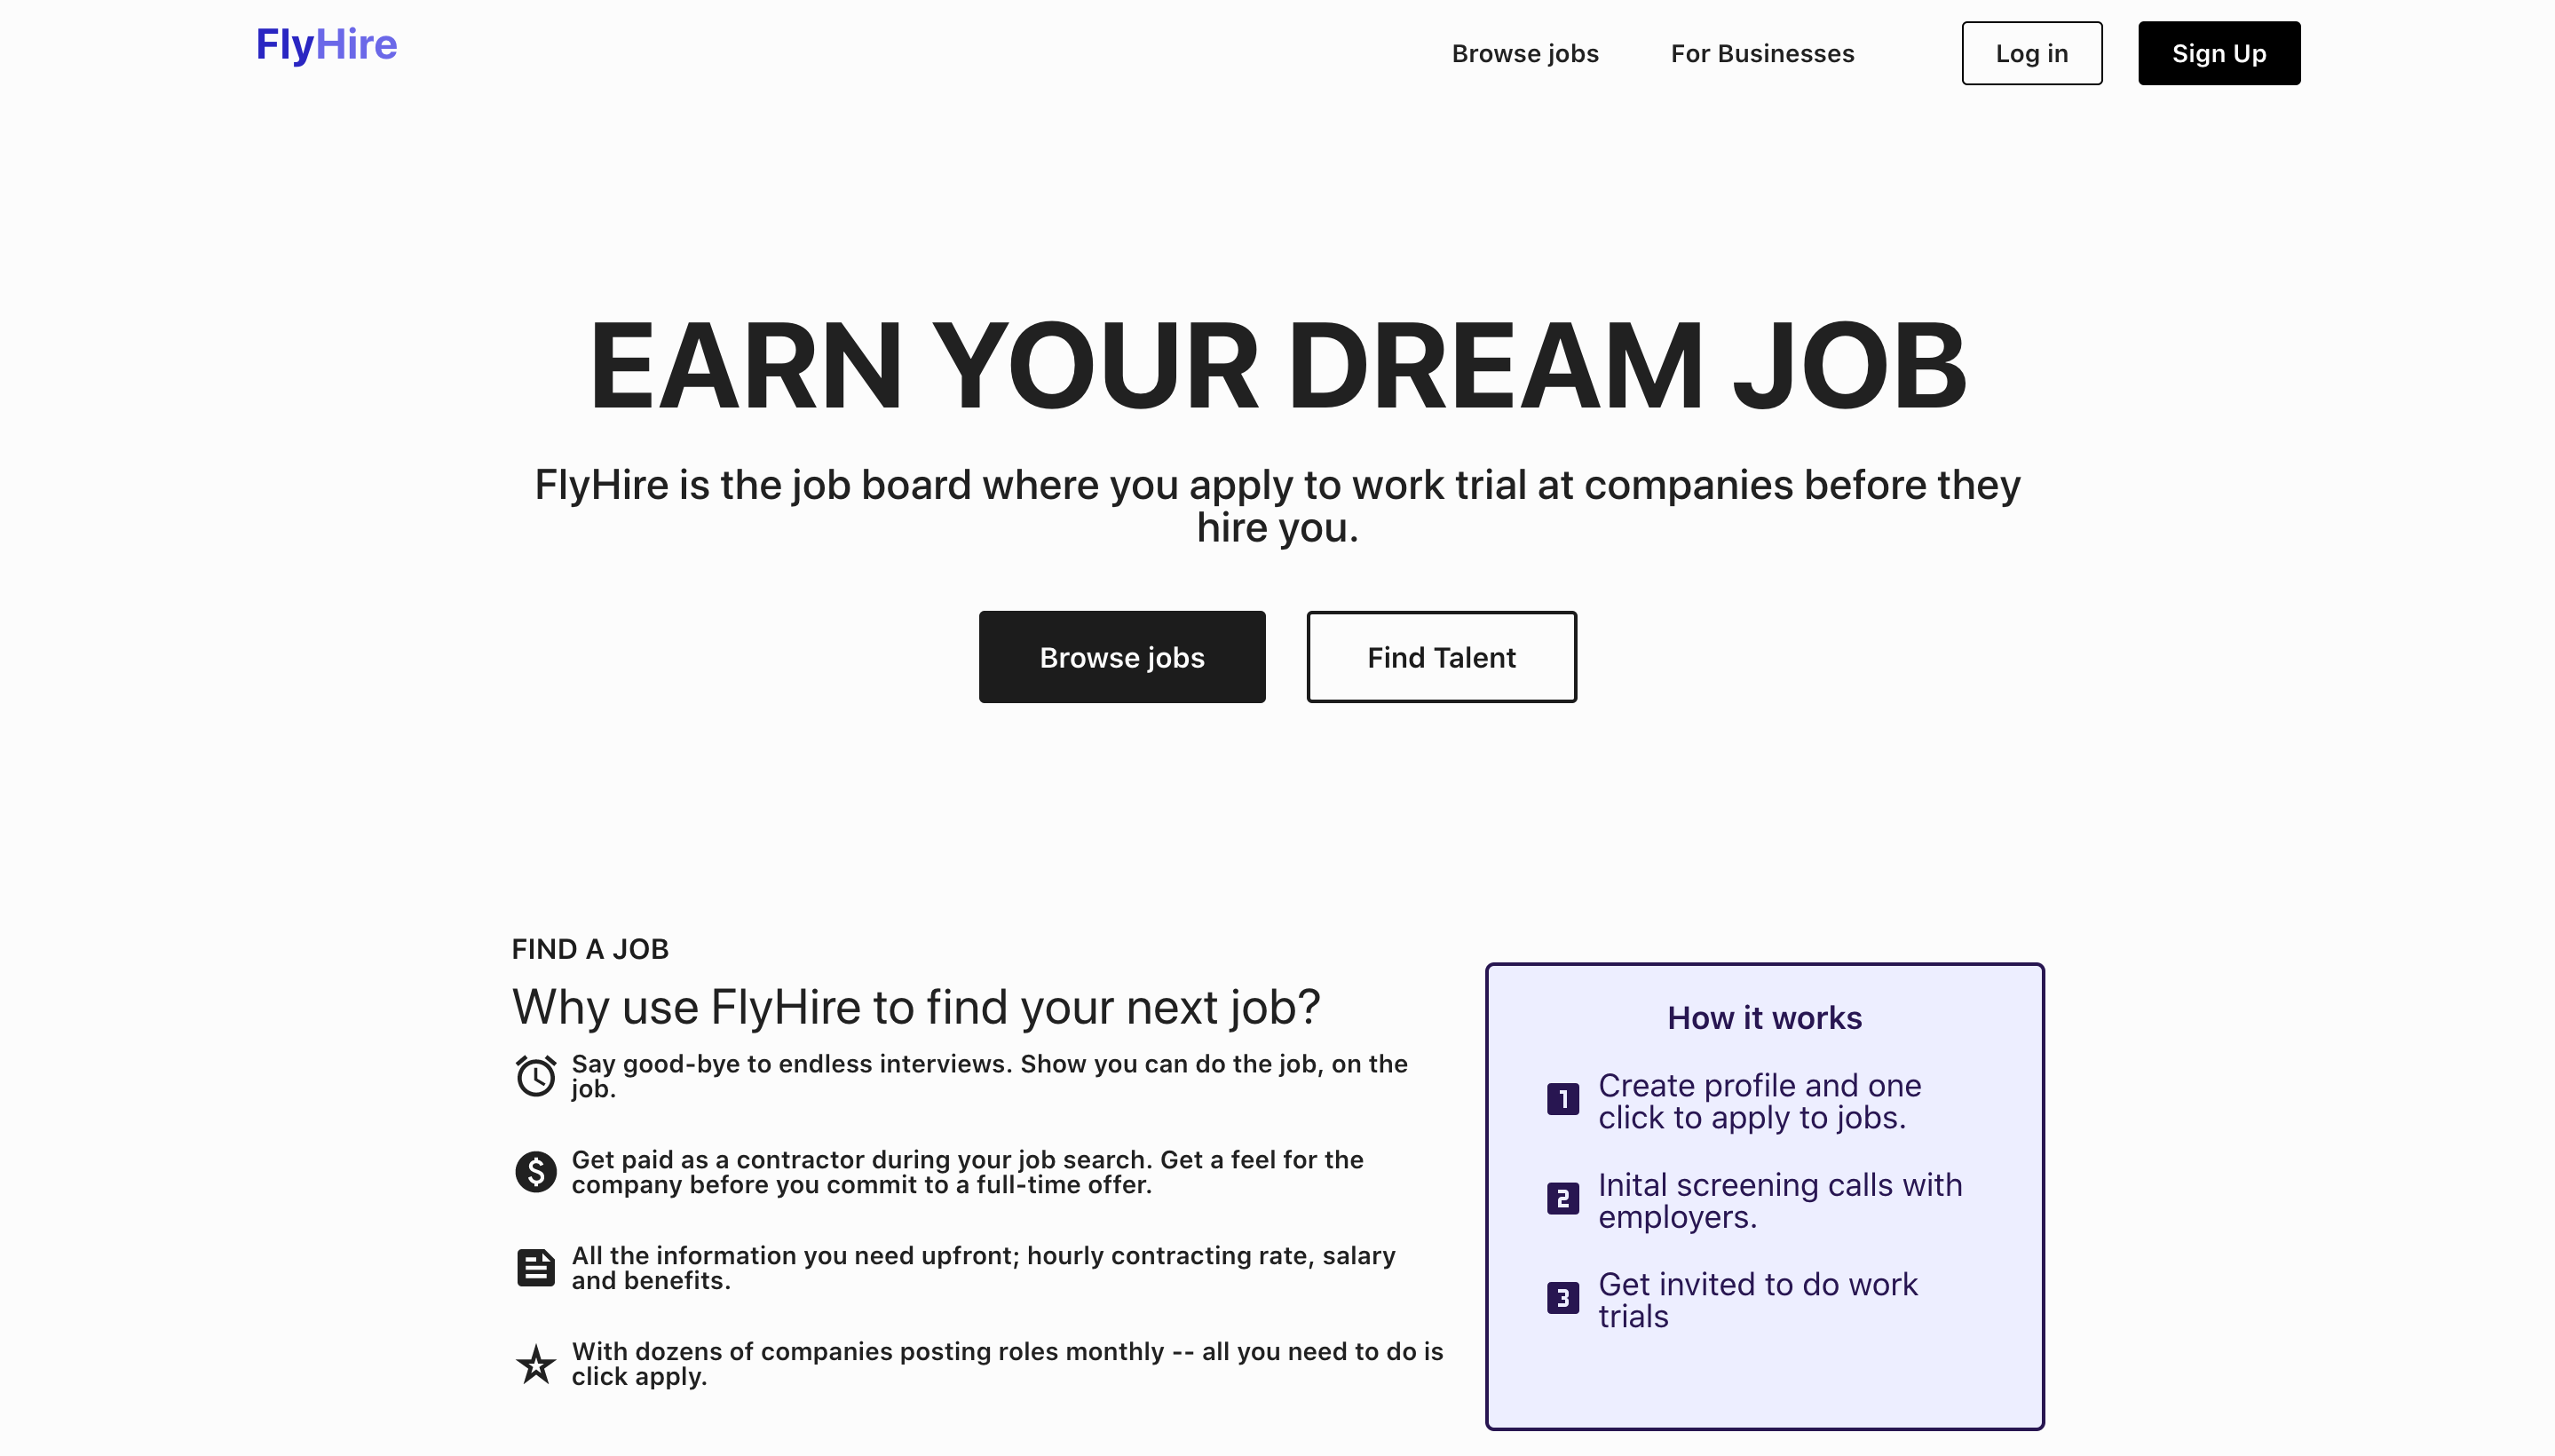 FlyHire
Browse jobs
For Businesses
Log in
Sign Up
EARN YOUR DREAM JOB
FlyHire is the job board where you apply to work trial at companies before they
hire you.
Browse jobs
Find Talent
FIND A JOB
Why use FlyHire to find your next job?
Say good-bye to endless interviews. Show you can do the job, on the
job.
Get paid as a contractor during your job search. Get a feel for the
company before you commit to a full-time offer.
All the information you need upfront; hourly contracting rate, salary
and benefits.
With dozens of companies posting roles monthly -- all you need to do is
click apply.
How it works
1 Create profile and one
click to apply to jobs.
2 Inital screening calls with
employers.
3 Get invited to do work
trials